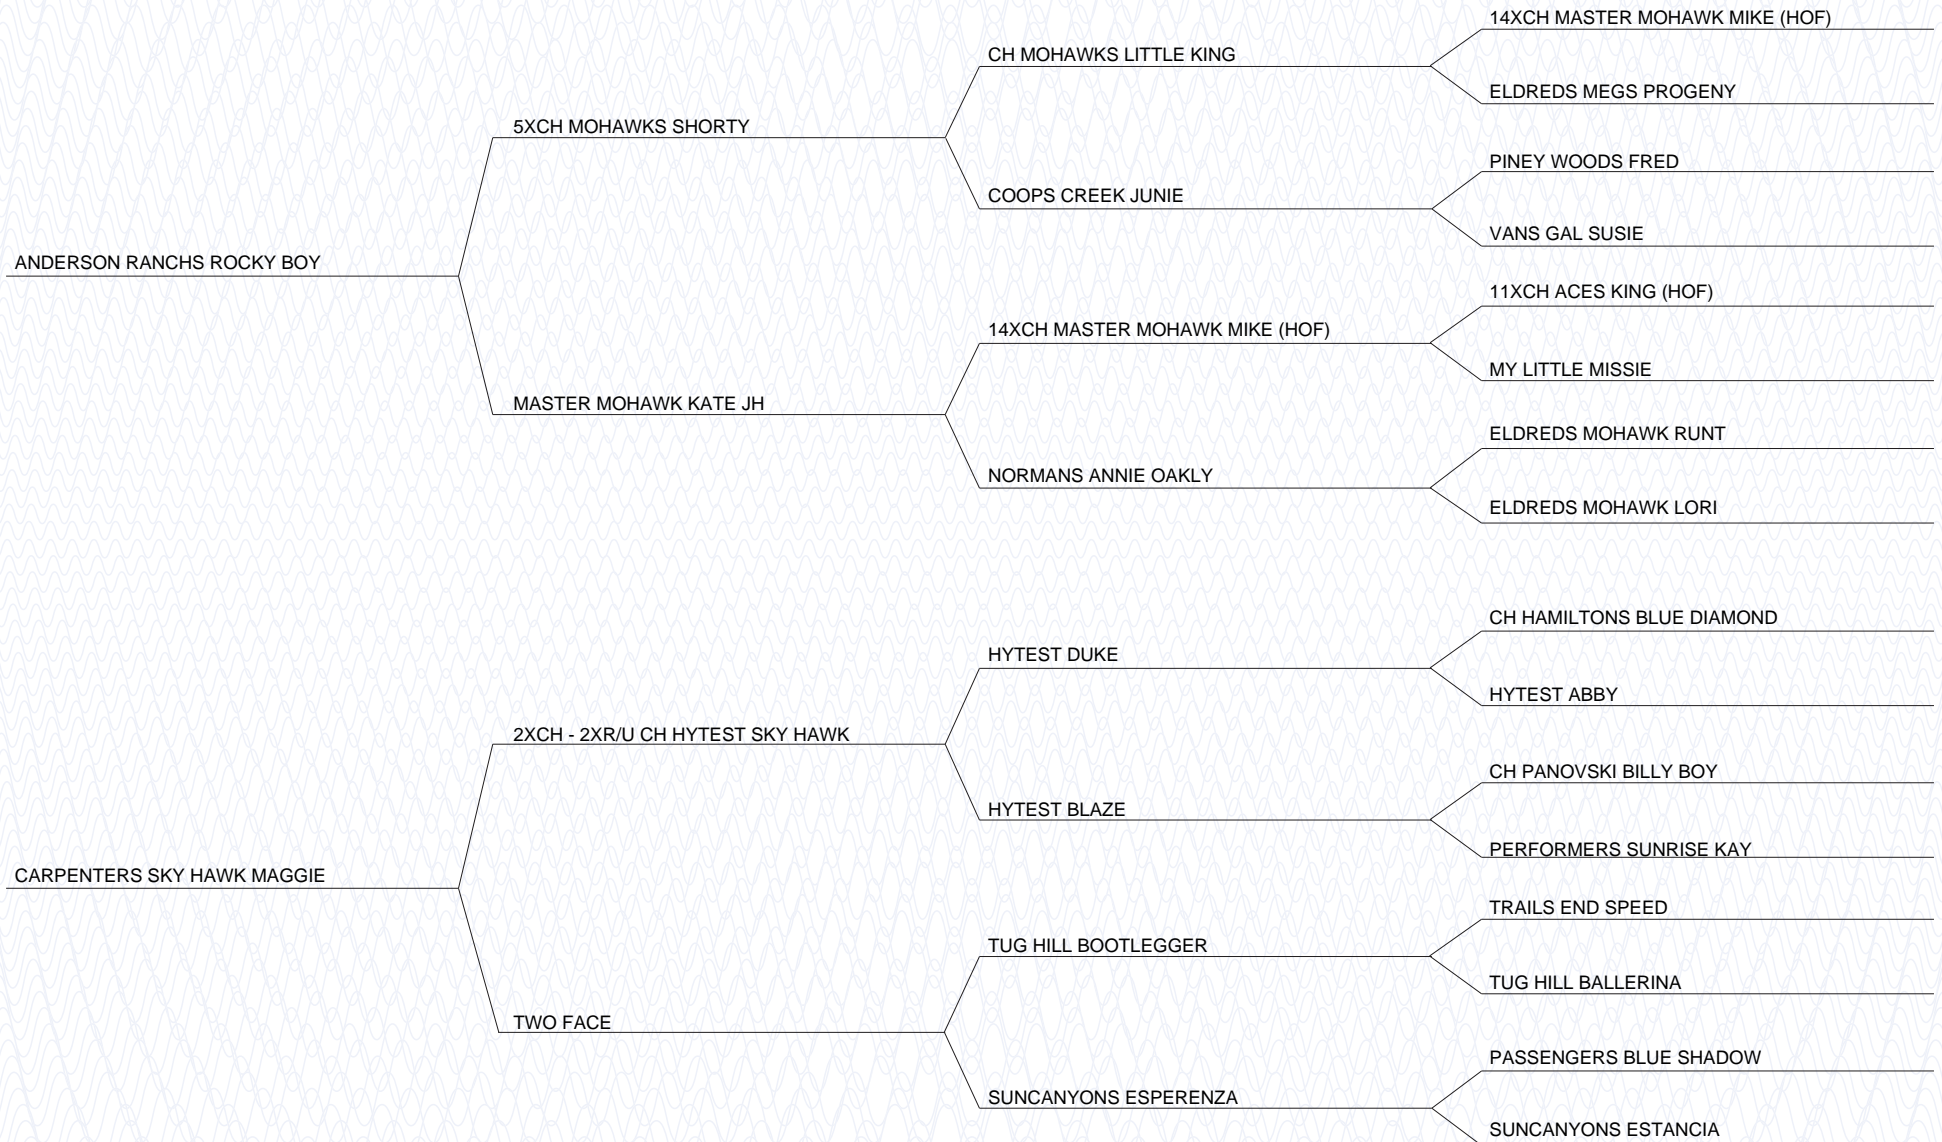 14XCH MASTER MOHAWK MIKE (HOF)
CH MOHAWKS LITTLE KING
ELDREDS MEGS PROGENY
5XCH MOHAWKS SHORTY
PINEY WOODS FRED
COOPS CREEK JUNIE
VANS GAL SUSIE
ANDERSON RANCHS ROCKY BOY
11XCH ACES KING (HOF)
14XCH MASTER MOHAWK MIKE (HOF)
MY LITTLE MISSIE
MASTER MOHAWK KATE JH
ELDREDS MOHAWK RUNT
NORMANS ANNIE OAKLY
ELDREDS MOHAWK LORI
CH HAMILTONS BLUE DIAMOND
HYTEST DUKE
HYTEST ABBY
2XCH - 2XR/U CH HYTEST SKY HAWK
CH PANOVSKI BILLY BOY
HYTEST BLAZE
PERFORMERS SUNRISE KAY
CARPENTERS SKY HAWK MAGGIE
TRAILS END SPEED
TUG HILL BOOTLEGGER
TUG HILL BALLERINA
TWO FACE
PASSENGERS BLUE SHADOW
SUNCANYONS ESPERENZA
SUNCANYONS ESTANCIA